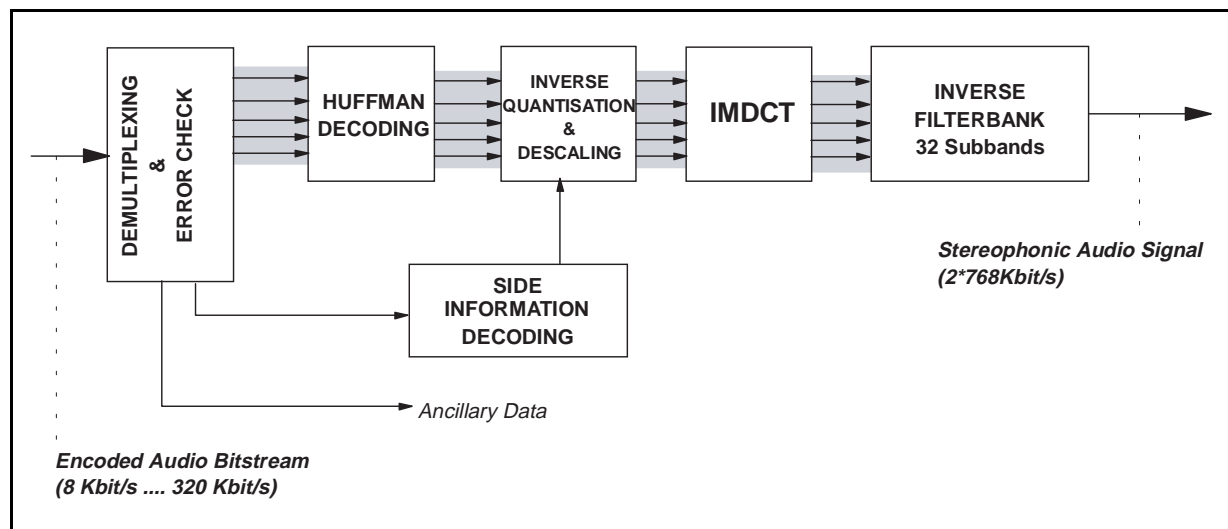 DEMULTIPLEXING
&
ERROR CHECK
HUFFMAN
DECODING
INVERSE
QUANTISATION
&
DESCALING
IMDCT
INVERSE
FILTERBANK
32 Subbands
SIDE
INFORMATION
DECODING
Stereophonic Audio Signal
(2*768Kbit/s)
Ancillary Data
Encoded Audio Bitstream
(8 Kbit/s .... 320 Kbit/s)